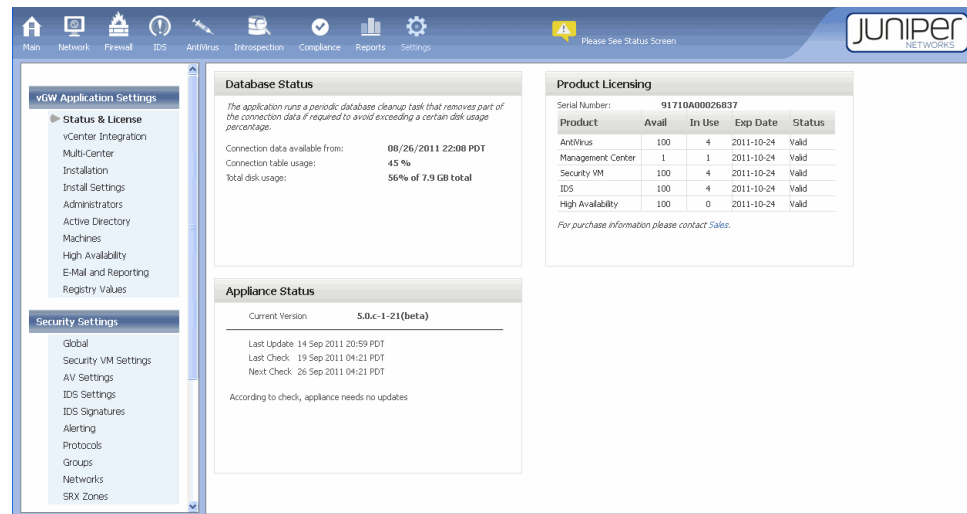 Main Network Firewall IDS AntiVirus Introspection Compliance Reports Settings
Please See Status Screen
JUNIPER
NETWORKS
vGW Application Settings
Status & License
vCenter Integration
Multi-Center
Installation
Install Settings
Administrators
Active Directory
Machines
High Availability
E-Mail and Reporting
Registry Values
Security Settings
Global
Security VM Settings
AV Settings
IDS Settings
IDS Signatures
Alerting
Protocols
Groups
Networks
SRX Zones
Database Status
The application runs a periodic database cleanup task that removes part of
the connection data if required to avoid exceeding a certain disk usage
percentage.
Connection data available from: 08/26/2011 22:08 PDT
Connection table usage: 45 %
Total disk usage: 56% of 7.9 GB total
Product Licensing
Serial Number: 91710A00026837
Product Avail In Use Exp Date Status
AntiVirus 100 4 2011-10-24 Valid
Management Center 1 1 2011-10-24 Valid
Security VM 100 4 2011-10-24 Valid
IDS 100 4 2011-10-24 Valid
High Availability 100 0 2011-10-24 Valid
For purchase information please contact Sales.
Appliance Status
Current Version 5.0.c-1-21(beta)
Last Update 14 Sep 2011 20:59 PDT
Last Check 19 Sep 2011 04:21 PDT
Next Check 26 Sep 2011 04:21 PDT
According to check, appliance needs no updates